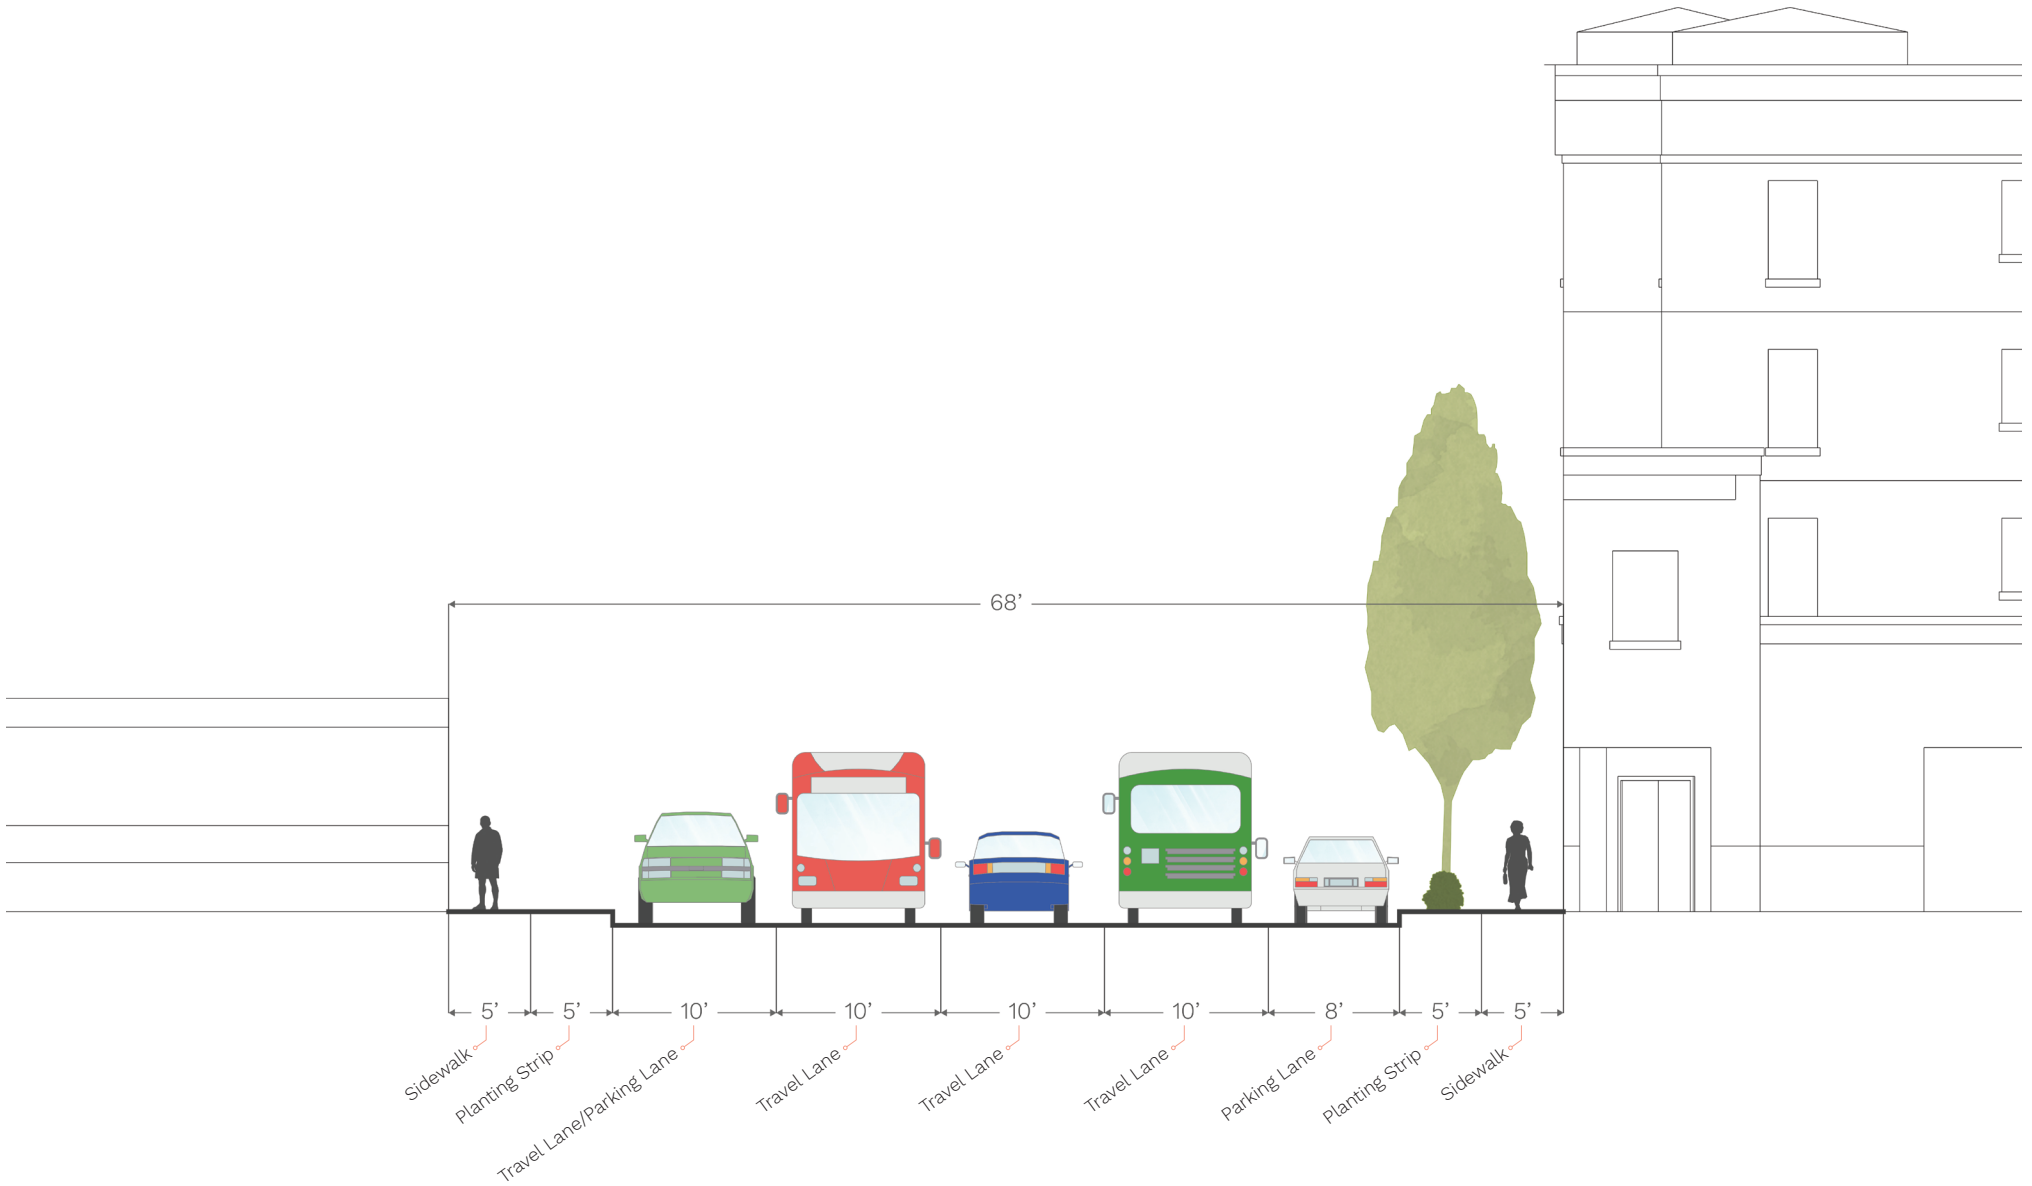 68’
5’
5’
10’
10’
10’
10’
8’
5’
5’
Sidewalk
Planting Strip
Travel Lane/Parking Lane
Travel Lane
Travel Lane
Travel Lane
Parking Lane
Planting Strip
Sidewalk